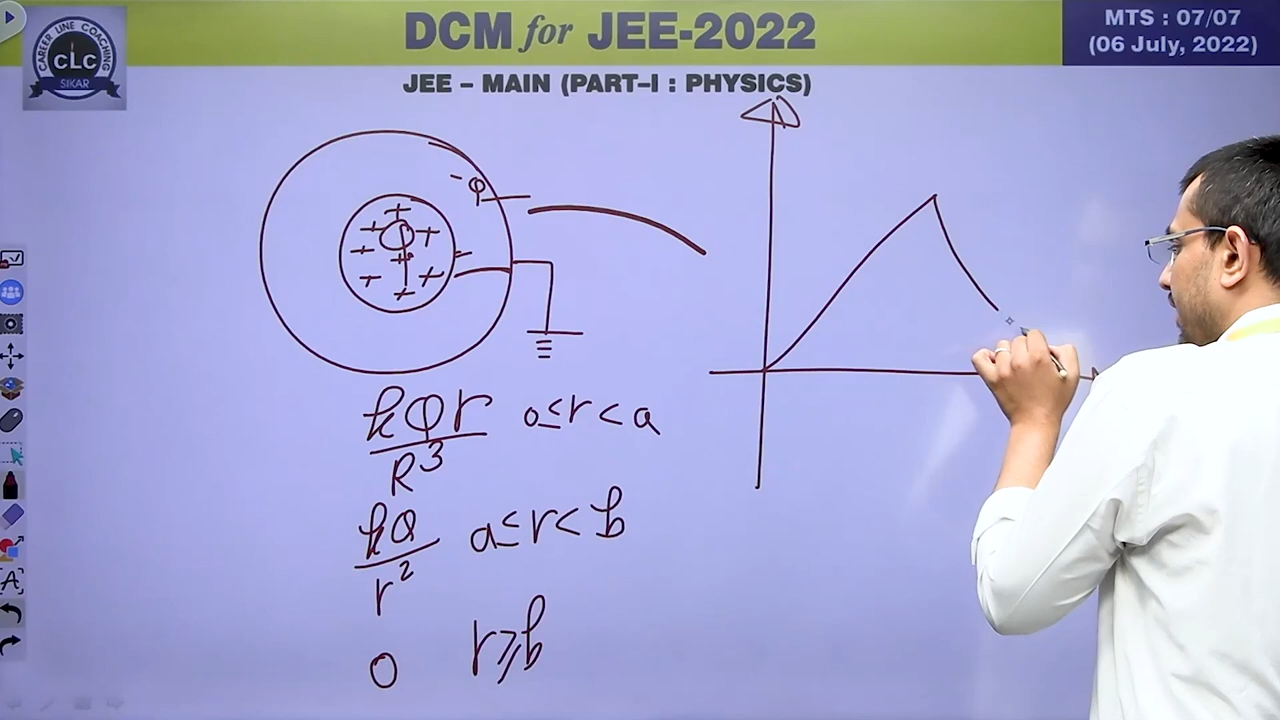 DCM for JEE-2022
MTS : 07/07
(06 July, 2022)
CAREER LINE COACHING
CLC
SIKAR
JEE – MAIN (PART–I : PHYSICS)
-Q
Q
kQr/R³ 0≤r<a
kQ/r² a≤r<b
0 r≥b